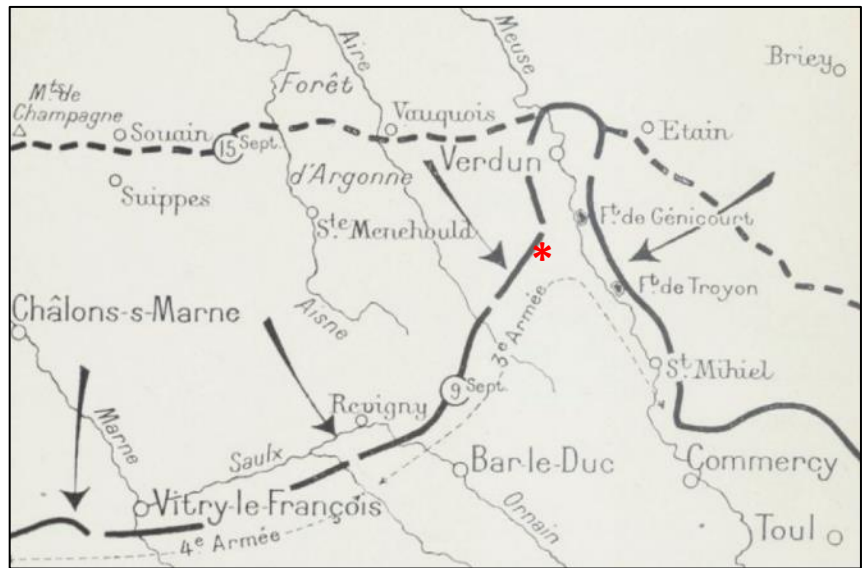 Meuse
Briey
Aire
Forêt
Mts de
Champagne
Vauquois
Souain
15 Sept.
Etain
Verdun
d'Argonne
Suippes
Ft. de Génicourt
Ste Menehould
Ft. de Troyon
Châlons-s-Marne
Aisne
3e Armée
St. Mihiel
9 Sept.
Revigny
Marne
Saulx
Bar-le-Duc
Commercy
Vitry-le-François
Ornain
4e Armée
Toul
*